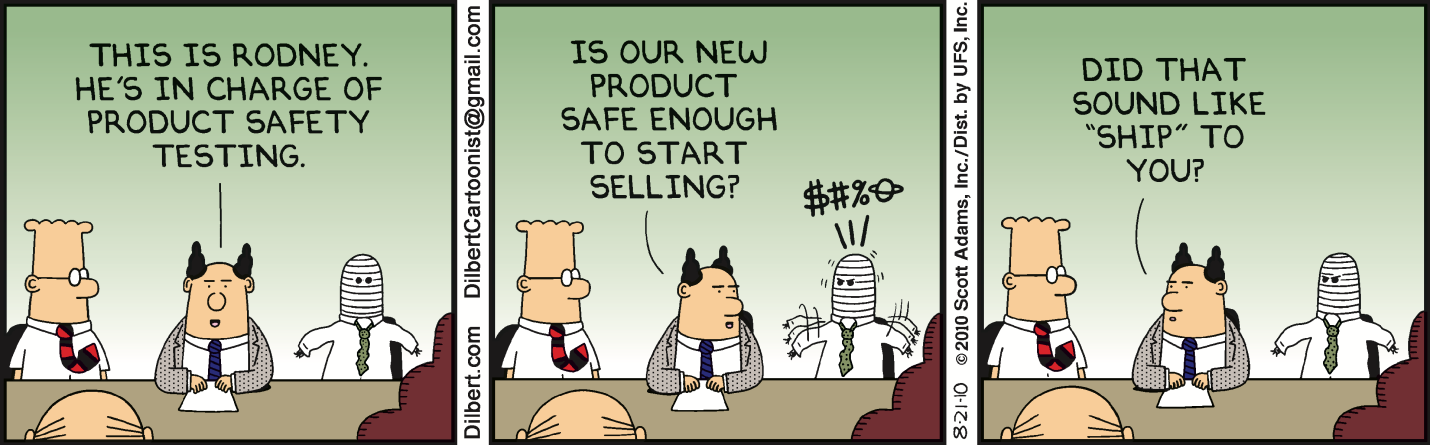 THIS IS RODNEY.
HE'S IN CHARGE OF
PRODUCT SAFETY
TESTING.
Dilbert.com DilbertCartoonist@gmail.com
IS OUR NEW
PRODUCT
SAFE ENOUGH
TO START
SELLING?
$#%
8-21-10 © 2010 Scott Adams, Inc./Dist. by UFS, Inc.
DID THAT
SOUND LIKE
"SHIP" TO
YOU?